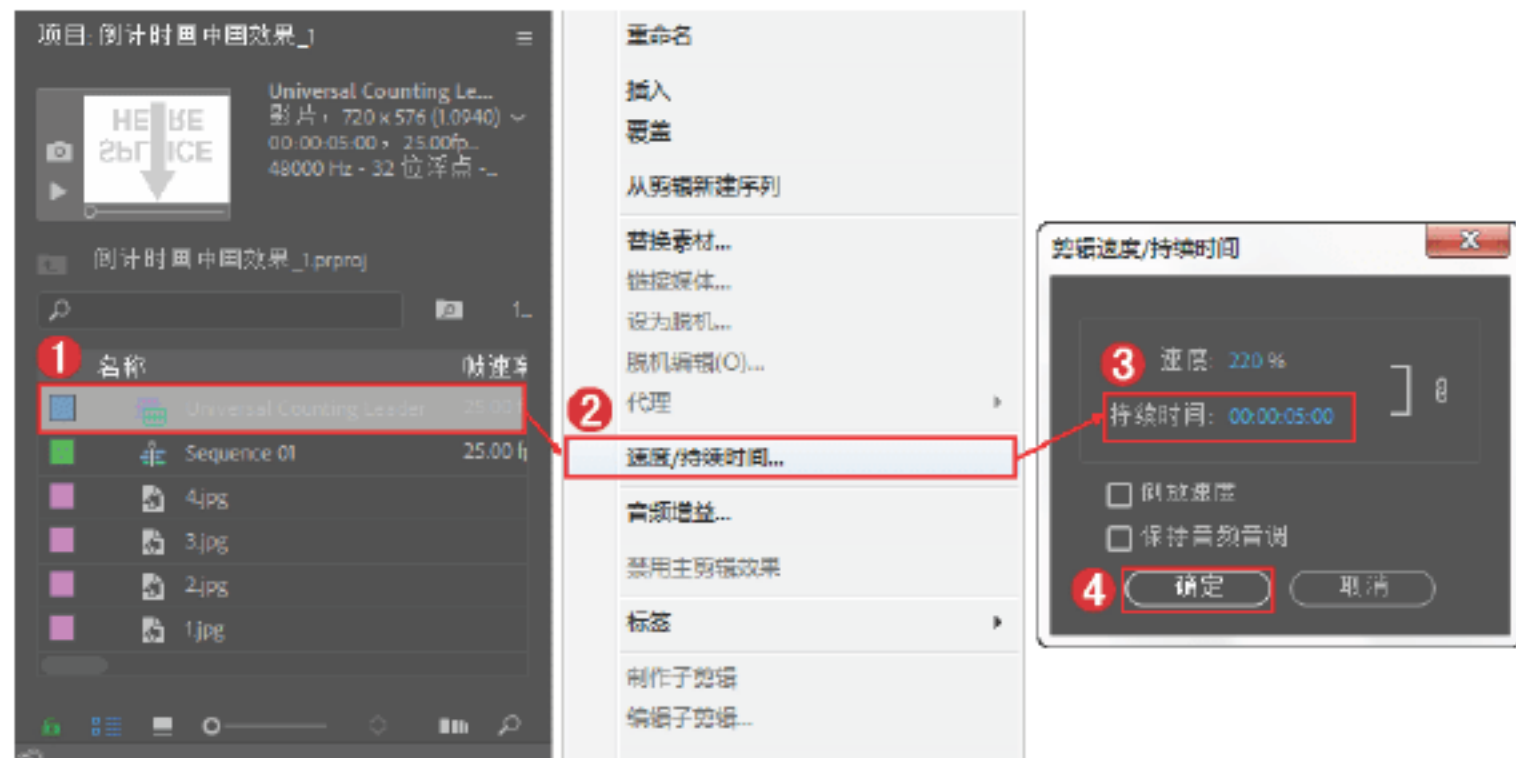 项目: 倒计时画中画效果_1
Universal Counting Le...
影片, 720 x 576 (1.0940)
00:00:05:00, 25.00fp...
48000 Hz - 32 位浮点 -...
HERE
SPLICE
倒计时画中画效果_1.prproj
1...
1
名称
帧速率
Universal Counting Leader
25.00 f
Sequence 01
25.00 f
4.jpg
3.jpg
2.jpg
1.jpg
重命名
插入
覆盖
从剪辑新建序列
替换素材...
链接媒体...
设为脱机...
脱机编辑(O)...
代理
2
速度/持续时间...
音频增益...
禁用主剪辑效果
标签
制作子剪辑
编辑子剪辑...
剪辑速度/持续时间
x
3
速度: 220 %
持续时间: 00:00:05:00
倒放速度
保持音频音调
4
确定
取消